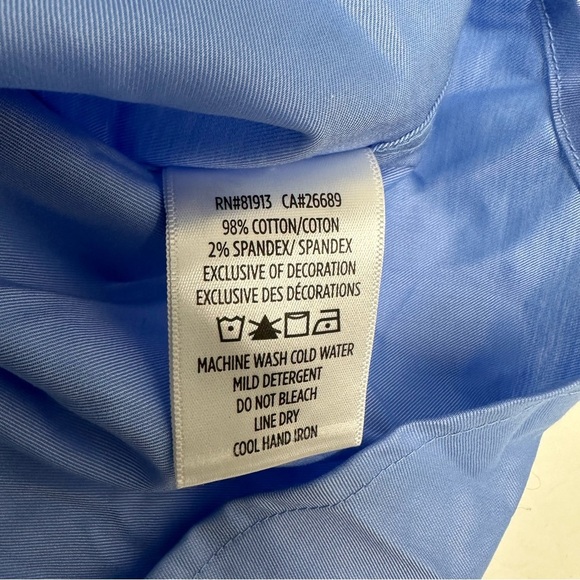 RN#81913 CA#26689
98% COTTON/COTON
2% SPANDEX/ SPANDEX
EXCLUSIVE OF DECORATION
EXCLUSIVE DES DÉCORATIONS
MACHINE WASH COLD WATER
MILD DETERGENT
DO NOT BLEACH
LINE DRY
COOL HAND IRON